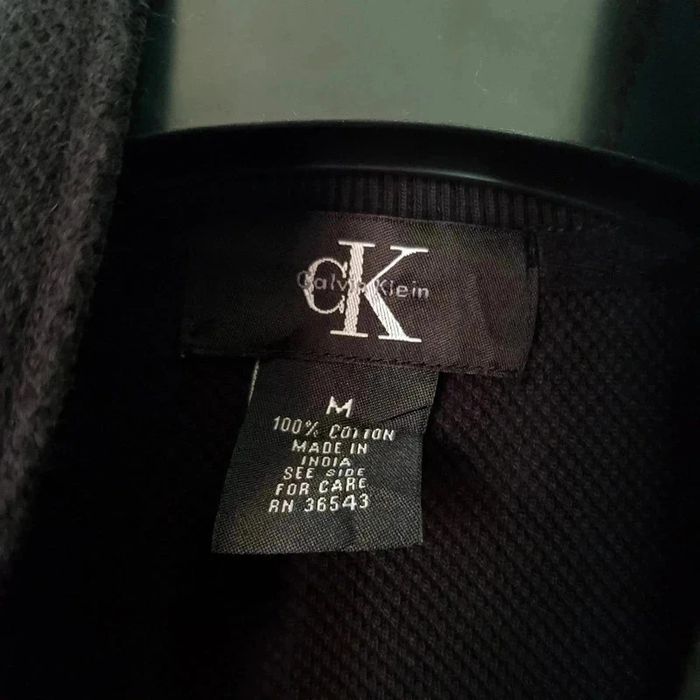 cK
Calvin Klein
M
100% COTTON
MADE IN
INDIA
SEE SIDE
FOR CARE
RN 36543